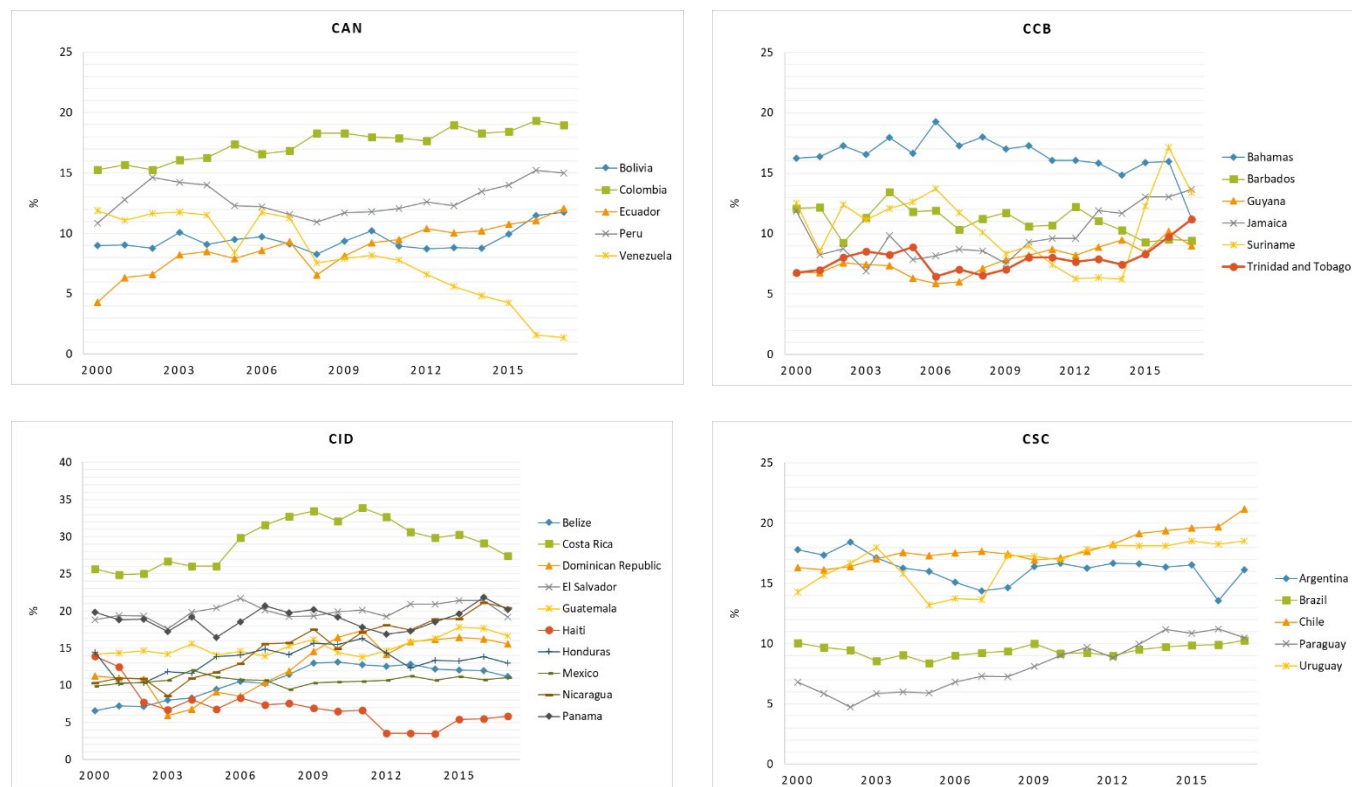 CAN
25
20
15
10
5
0
%
2000 2003 2006 2009 2012 2015
Bolivia
Colombia
Ecuador
Peru
Venezuela
CCB
25
20
15
10
5
0
%
2000 2003 2006 2009 2012 2015
Bahamas
Barbados
Guyana
Jamaica
Suriname
Trinidad and Tobago
CID
40
35
30
25
20
15
10
5
0
%
2000 2003 2006 2009 2012 2015
Belize
Costa Rica
Dominican Republic
El Salvador
Guatemala
Haiti
Honduras
Mexico
Nicaragua
Panama
CSC
25
20
15
10
5
0
%
2000 2003 2006 2009 2012 2015
Argentina
Brazil
Chile
Paraguay
Uruguay